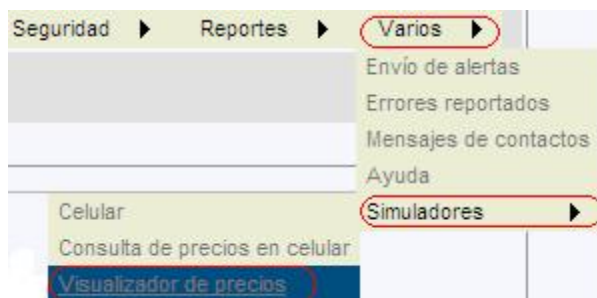 Seguridad Reportes Varios
Envío de alertas
Errores reportados
Mensajes de contactos
Ayuda
Simuladores
Celular
Consulta de precios en celular
Visualizador de precios